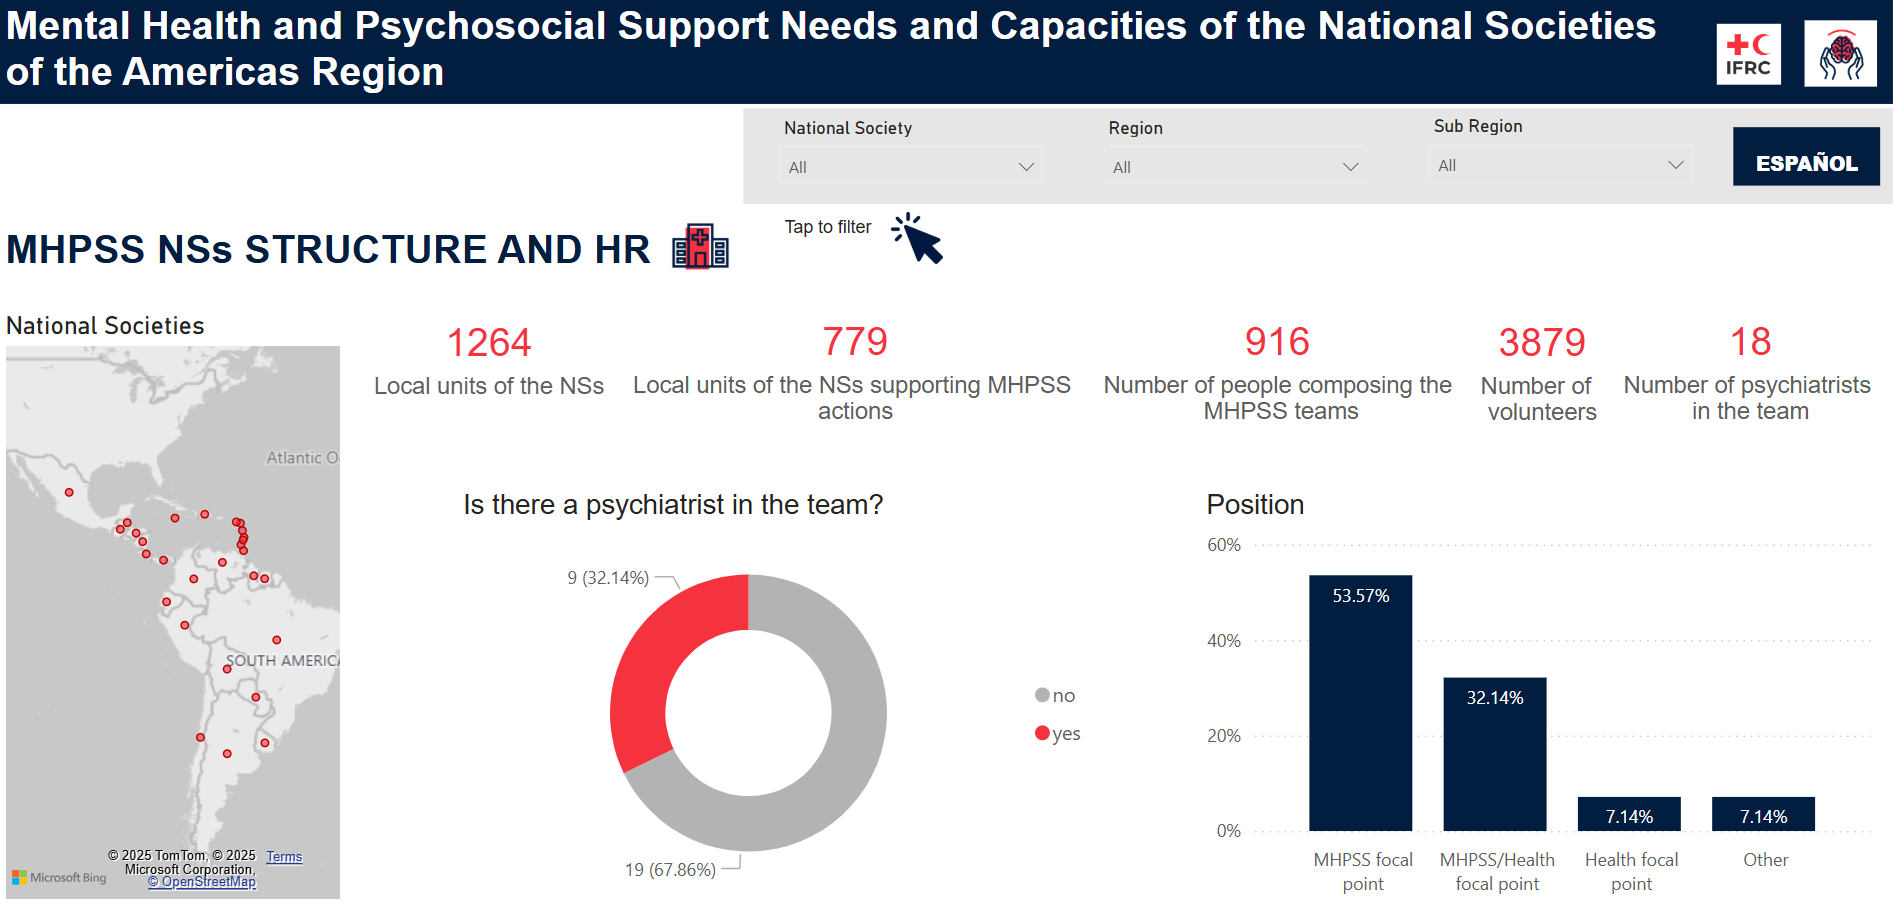 Mental Health and Psychosocial Support Needs and Capacities of the National Societies
of the Americas Region
IFRC
National Society
Region
Sub Region
All
All
All
ESPAÑOL
Tap to filter
MHPSS NSs STRUCTURE AND HR
National Societies
1264
Local units of the NSs
779
Local units of the NSs supporting MHPSS
actions
916
Number of people composing the
MHPSS teams
3879
Number of
volunteers
18
Number of psychiatrists
in the team
Atlantic O
SOUTH AMERICA
© 2025 TomTom, © 2025
Microsoft Corporation,
© OpenStreetMap
Terms
Microsoft Bing
Is there a psychiatrist in the team?
9 (32.14%)
19 (67.86%)
no
yes
Position
60%
40%
20%
0%
53.57%
32.14%
7.14%
7.14%
MHPSS focal
point
MHPSS/Health
focal point
Health focal
point
Other